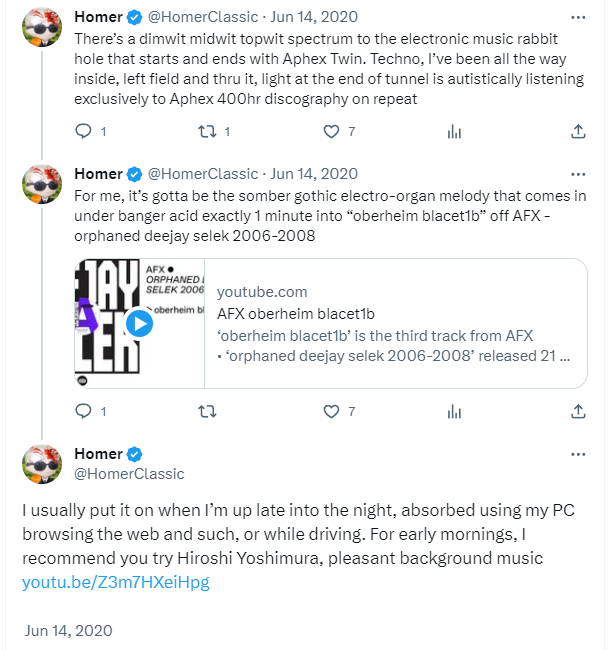 Homer @HomerClassic · Jun 14, 2020
There's a dimwit midwit topwit spectrum to the electronic music rabbit
hole that starts and ends with Aphex Twin. Techno, I've been all the way
inside, left field and thru it, light at the end of tunnel is autistically listening
exclusively to Aphex 400hr discography on repeat
1 1 7
Homer @HomerClassic · Jun 14, 2020
For me, it's gotta be the somber gothic electro-organ melody that comes in
under banger acid exactly 1 minute into “oberheim blacet1b” off AFX -
orphaned deejay selek 2006-2008
JAY
LEK
AFX
ORPHANED
SELEK 2006
oberheim bl
youtube.com
AFX oberheim blacet1b
‘oberheim blacet1b’ is the third track from AFX
• ‘orphaned deejay selek 2006-2008’ released 21 ...
1 7
Homer
@HomerClassic
I usually put it on when I'm up late into the night, absorbed using my PC
browsing the web and such, or while driving. For early mornings, I
recommend you try Hiroshi Yoshimura, pleasant background music
youtu.be/Z3m7HXeiHpg
Jun 14, 2020